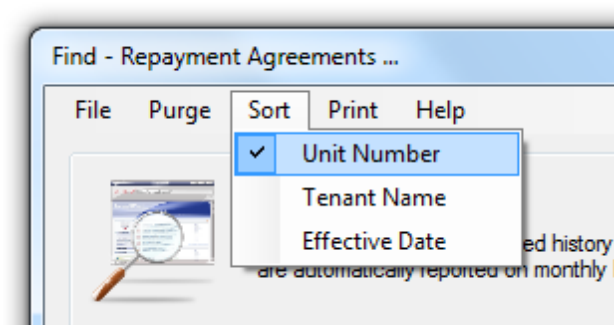 Find - Repayment Agreements ...
File Purge Sort Print Help
Unit Number
Tenant Name
Effective Date
ed history
are automatically reported on monthly